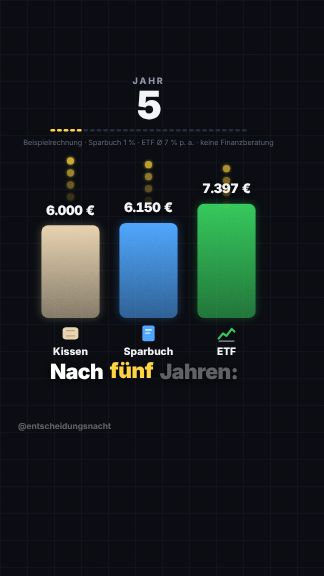 JAHR
5
Beispielrechnung · Sparbuch 1 % · ETF Ø 7 % p. a. · keine Finanzberatung
6.000 €
6.150 €
7.397 €
Kissen
Sparbuch
ETF
Nach fünf Jahren:
@entscheidungsnacht